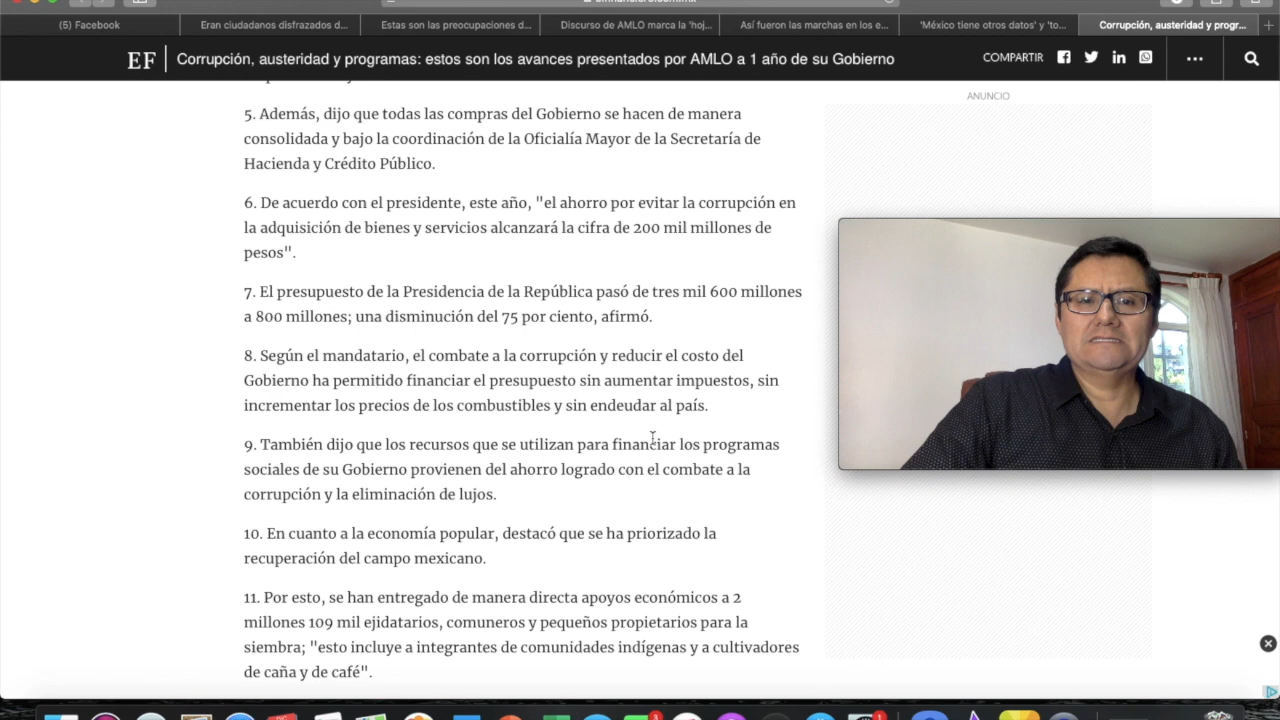 (5) Facebook
Eran ciudadanos disfrazados d...
Estas son las preocupaciones d...
Discurso de AMLO marca la 'hoj...
Así fueron las marchas en los e...
'México tiene otros datos' y 'to...
Corrupción, austeridad y progr...
EF
Corrupción, austeridad y programas: estos son los avances presentados por AMLO a 1 año de su Gobierno
COMPARTIR
ANUNCIO
5. Además, dijo que todas las compras del Gobierno se hacen de manera
consolidada y bajo la coordinación de la Oficialía Mayor de la Secretaría de
Hacienda y Crédito Público.
6. De acuerdo con el presidente, este año, "el ahorro por evitar la corrupción en
la adquisición de bienes y servicios alcanzará la cifra de 200 mil millones de
pesos".
7. El presupuesto de la Presidencia de la República pasó de tres mil 600 millones
a 800 millones; una disminución del 75 por ciento, afirmó.
8. Según el mandatario, el combate a la corrupción y reducir el costo del
Gobierno ha permitido financiar el presupuesto sin aumentar impuestos, sin
incrementar los precios de los combustibles y sin endeudar al país.
9. También dijo que los recursos que se utilizan para financiar los programas
sociales de su Gobierno provienen del ahorro logrado con el combate a la
corrupción y la eliminación de lujos.
10. En cuanto a la economía popular, destacó que se ha priorizado la
recuperación del campo mexicano.
11. Por esto, se han entregado de manera directa apoyos económicos a 2
millones 109 mil ejidatarios, comuneros y pequeños propietarios para la
siembra; "esto incluye a integrantes de comunidades indígenas y a cultivadores
de caña y de café".